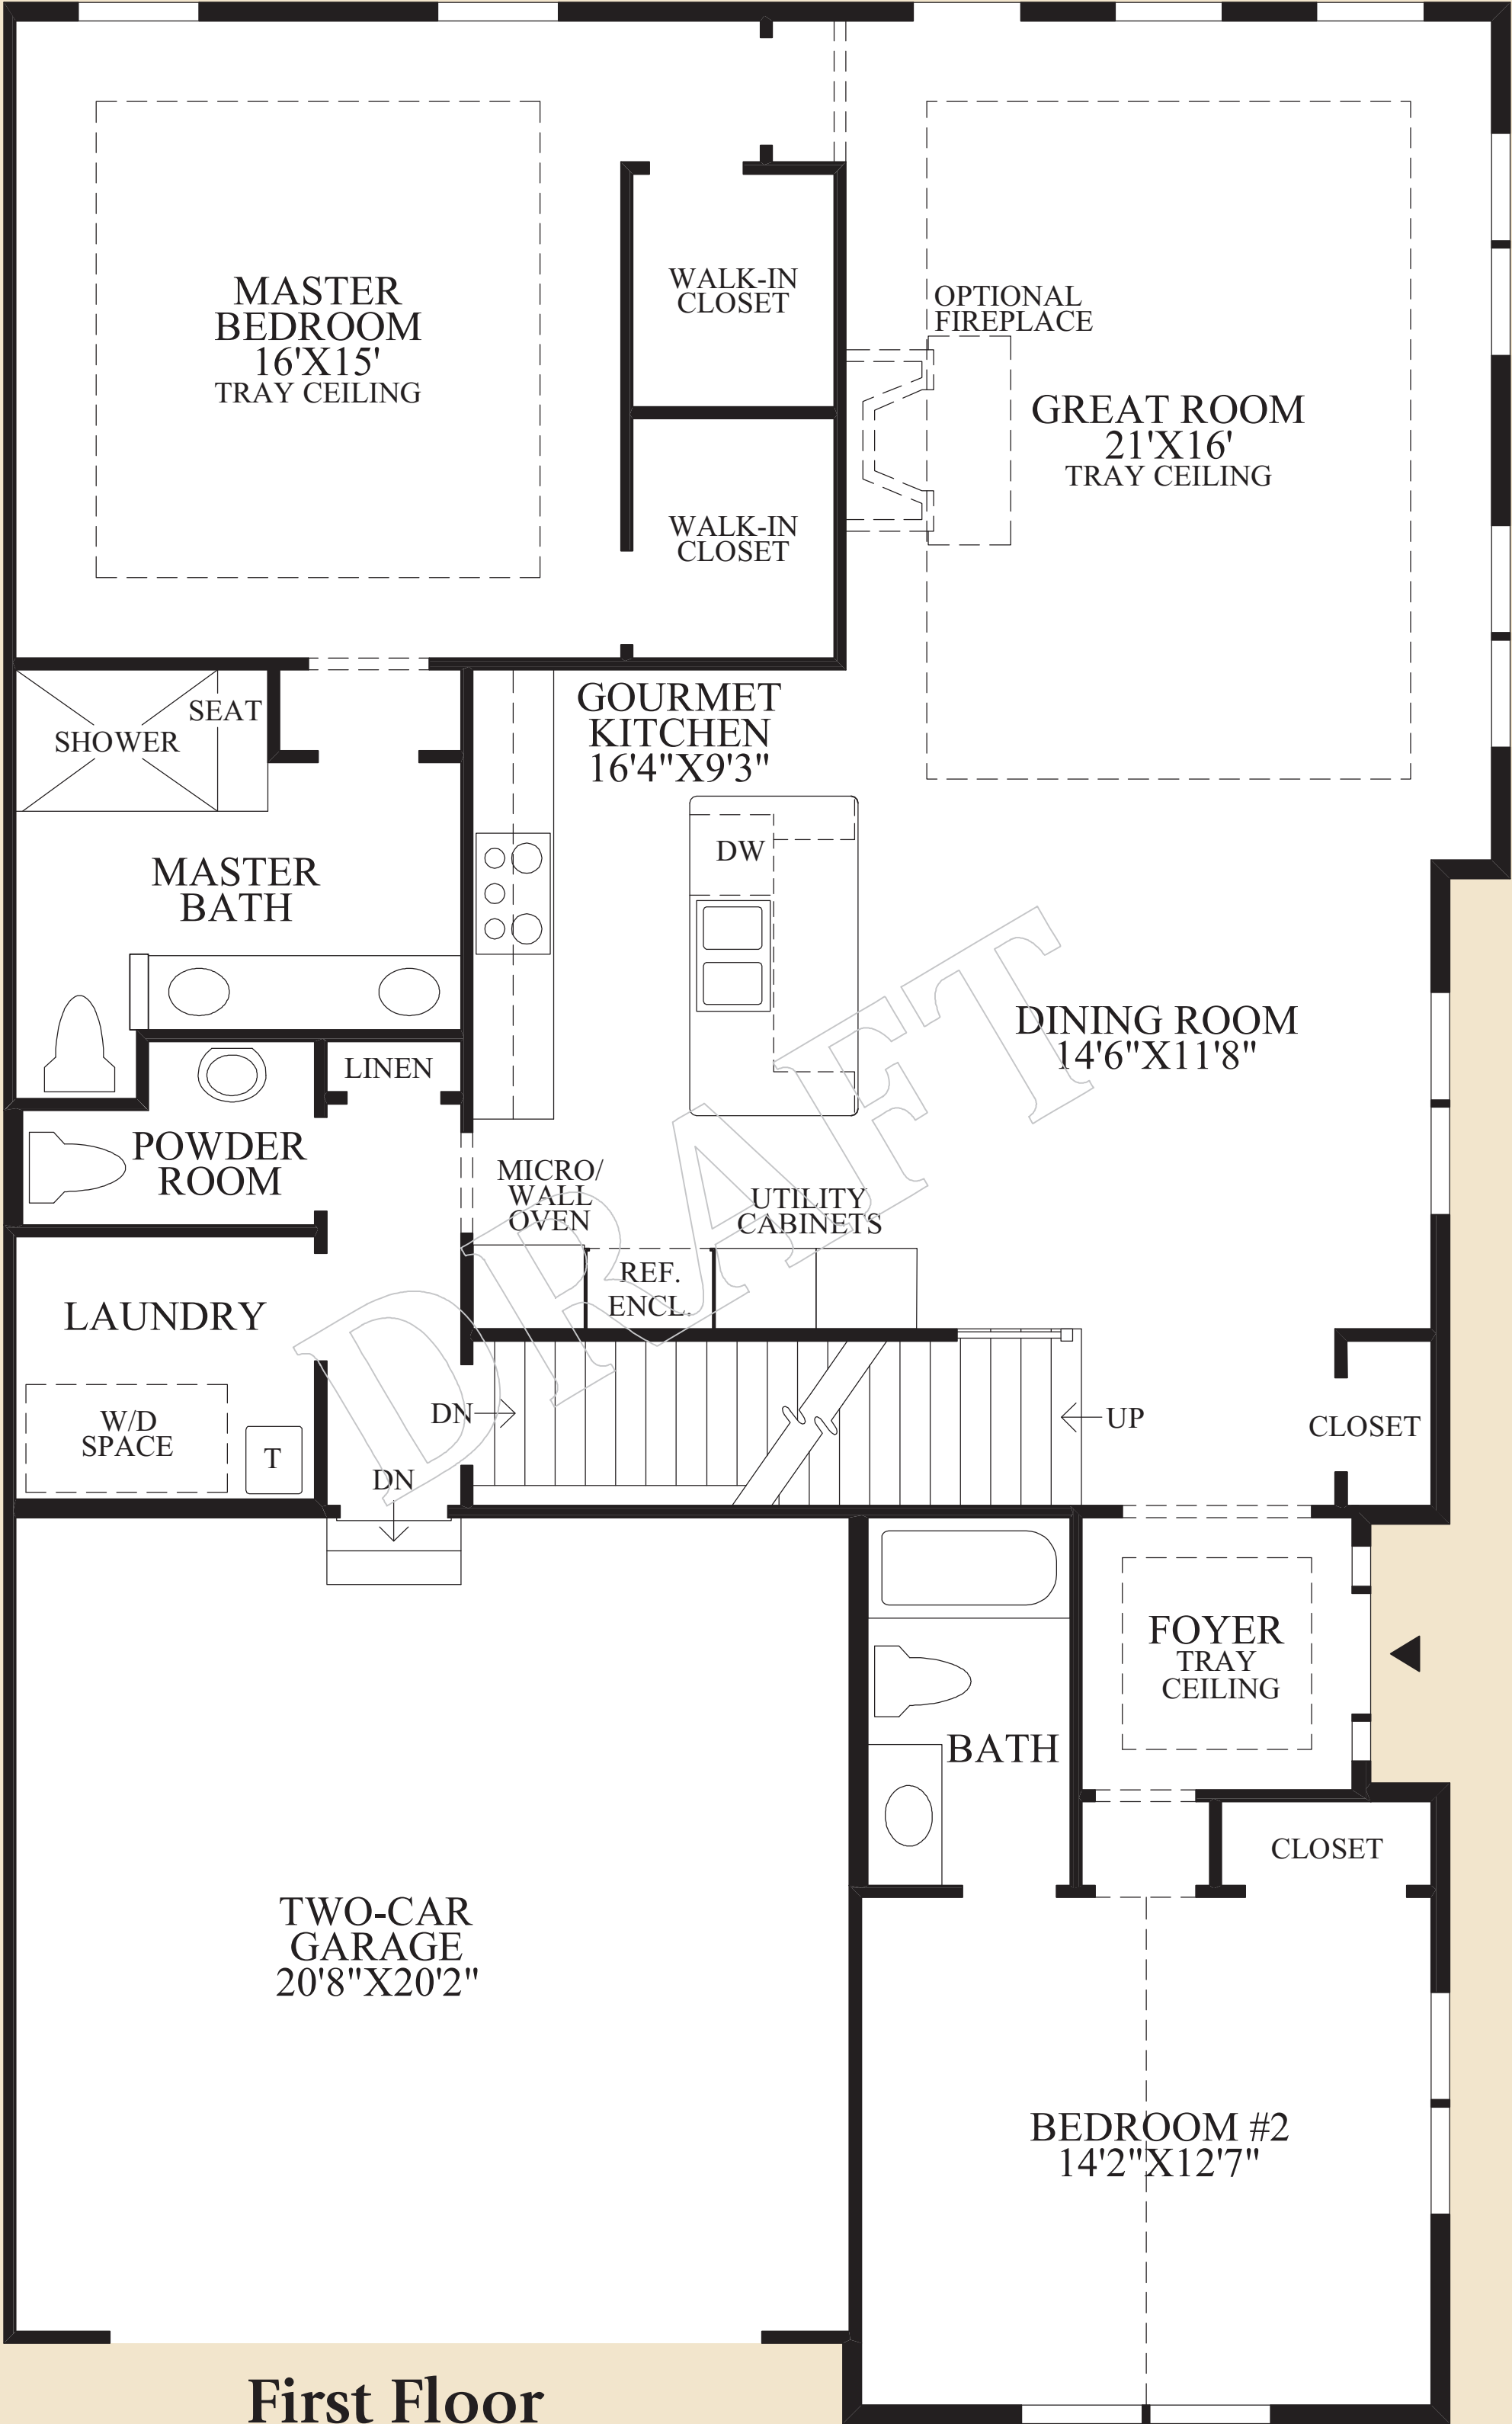 MASTER
BEDROOM
16'X15'
TRAY CEILING
WALK-IN
CLOSET
OPTIONAL
FIREPLACE
GREAT ROOM
21'X16'
TRAY CEILING
WALK-IN
CLOSET
SEAT
SHOWER
GOURMET
KITCHEN
16'4"X9'3"
DW
MASTER
BATH
DINING ROOM
14'6"X11'8"
LINEN
POWDER
ROOM
MICRO/
WALL
OVEN
UTILITY
CABINETS
REF.
ENCL.
LAUNDRY
DRAFT
W/D
SPACE
T
DN
DN
UP
CLOSET
FOYER
TRAY
CEILING
BATH
CLOSET
TWO-CAR
GARAGE
20'8"X20'2"
BEDROOM #2
14'2"X12'7"
First Floor